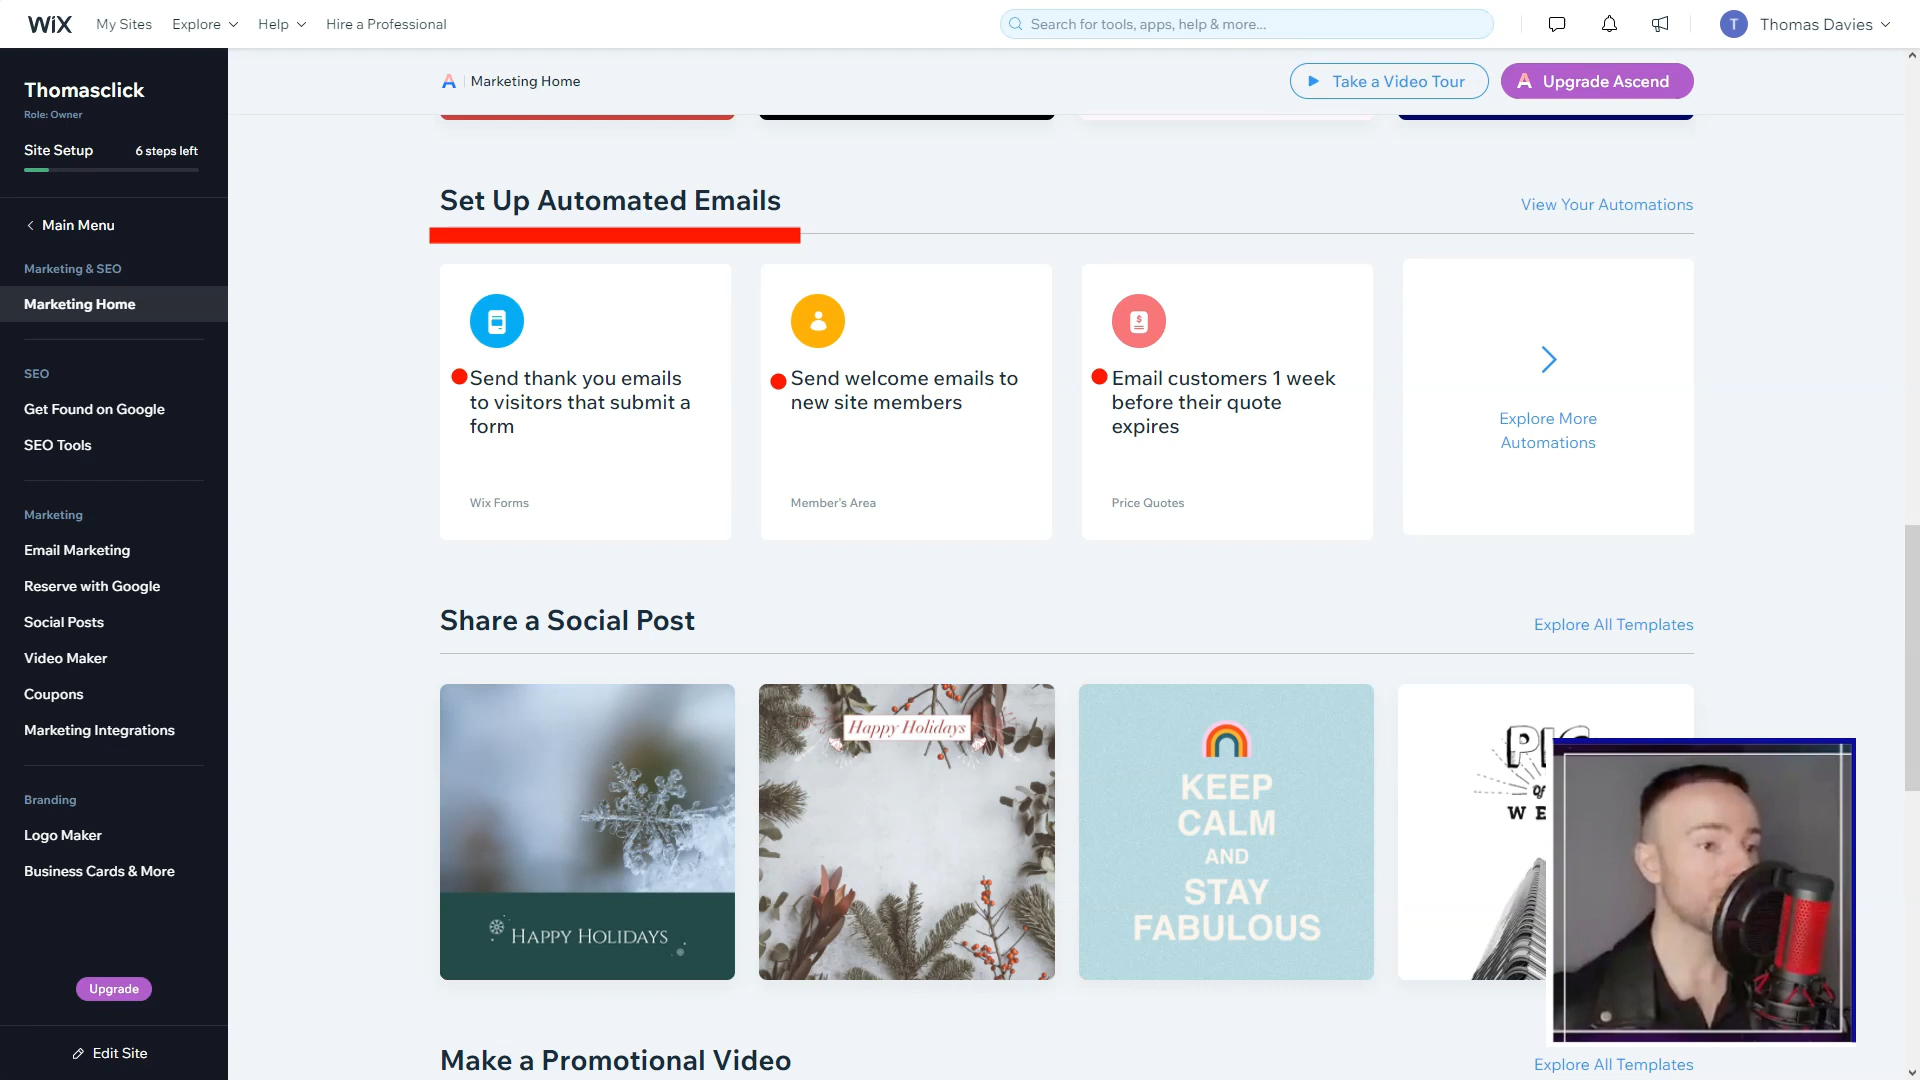 WiX
My Sites
Explore
Help
Hire a Professional
Search for tools, apps, help & more...
T
Thomas Davies
Thomasclick
Role: Owner
Site Setup
6 steps left
Main Menu
Marketing & SEO
Marketing Home
SEO
Get Found on Google
SEO Tools
Marketing
Email Marketing
Reserve with Google
Social Posts
Video Maker
Coupons
Marketing Integrations
Branding
Logo Maker
Business Cards & More
Upgrade
Edit Site
Marketing Home
Take a Video Tour
Upgrade Ascend
Set Up Automated Emails
View Your Automations
Send thank you emails
to visitors that submit a
form
Wix Forms
Send welcome emails to
new site members
Member's Area
Email customers 1 week
before their quote
expires
Price Quotes
Explore More
Automations
Share a Social Post
Explore All Templates
HAPPY HOLIDAYS
Happy Holidays
KEEP
CALM
AND
STAY
FABULOUS
Of
Make a Promotional Video
Explore All Templates